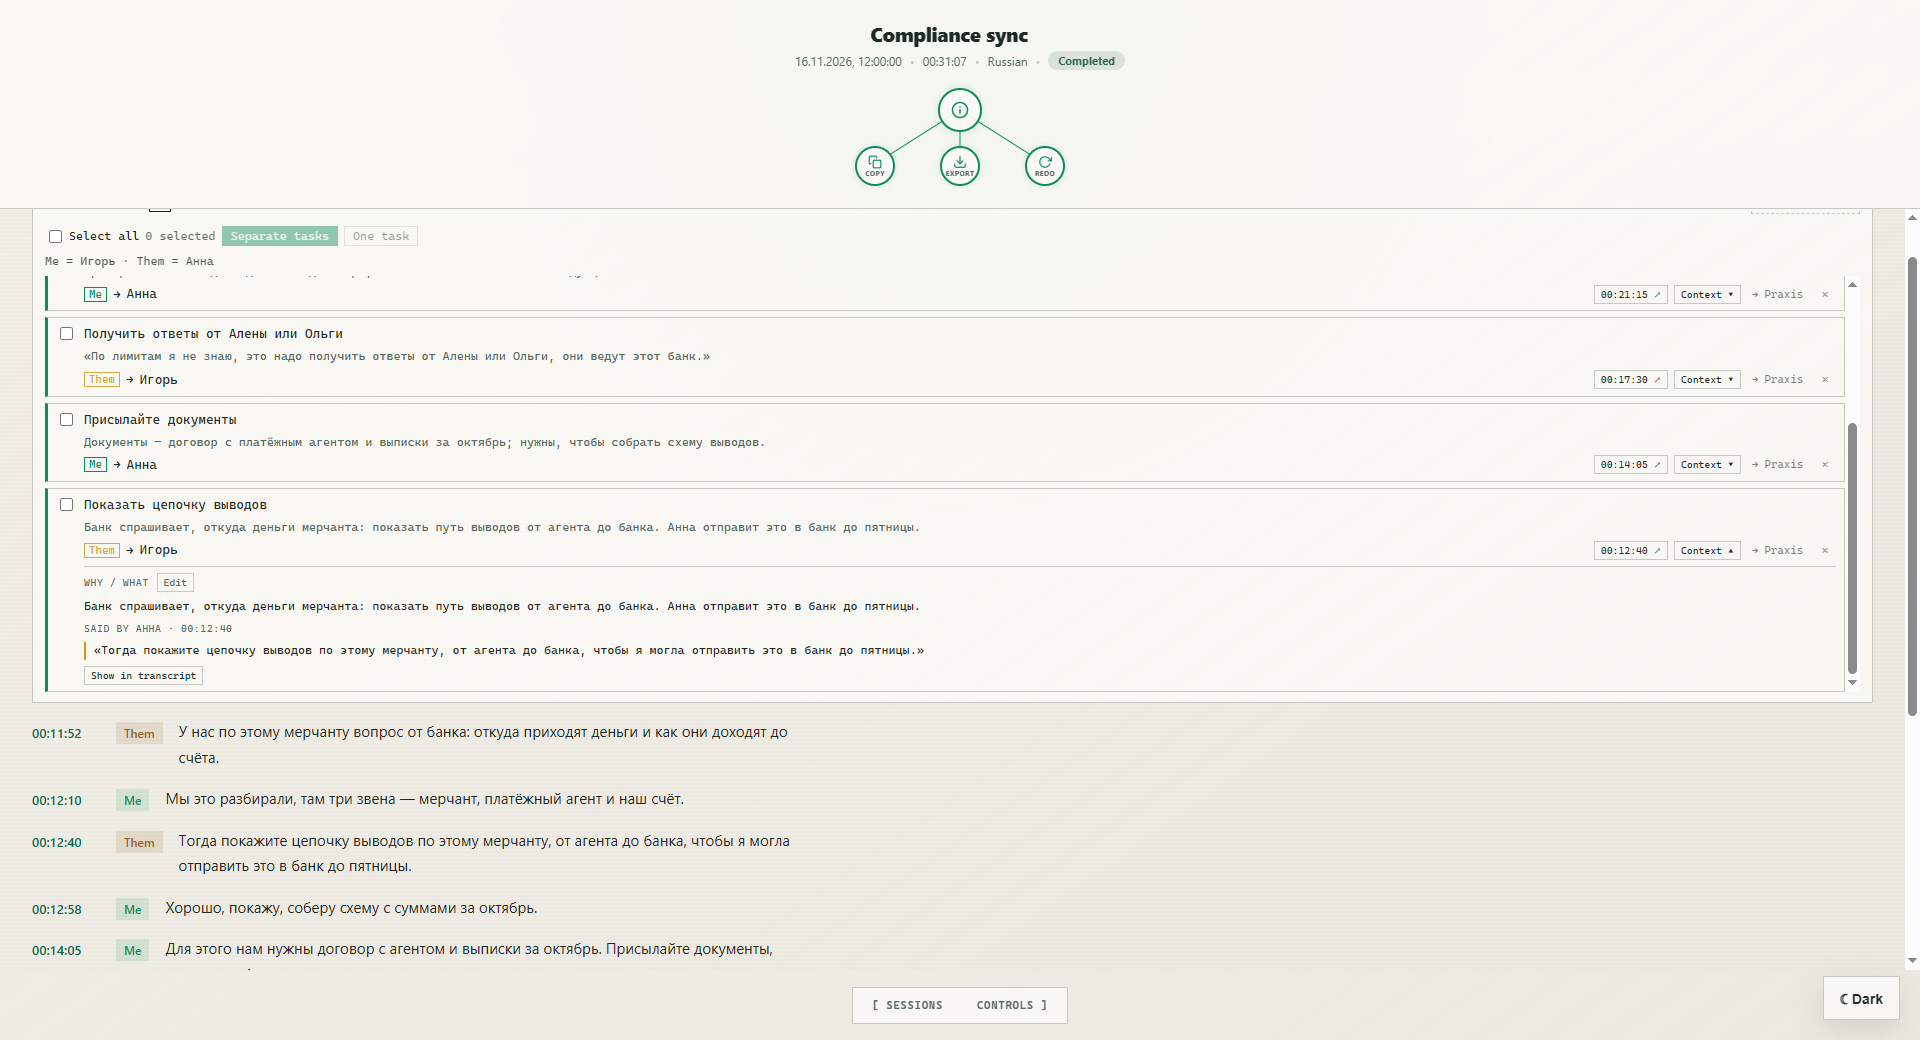 Compliance sync
16.11.2026, 12:00:00 • 00:31:07 • Russian • Completed
COPY
EXPORT
REDO
Select all 0 selected Separate tasks One task
Me = Игорь · Them = Анна
Me → Анна 00:21:15 ↗ Context ▾ → Praxis ×
Получить ответы от Алены или Ольги
«По лимитам я не знаю, это надо получить ответы от Алены или Ольги, они ведут этот банк.»
Them → Игорь 00:17:30 ↗ Context ▾ → Praxis ×
Присылайте документы
Документы — договор с платёжным агентом и выписки за октябрь; нужны, чтобы собрать схему выводов.
Me → Анна 00:14:05 ↗ Context ▾ → Praxis ×
Показать цепочку выводов
Банк спрашивает, откуда деньги мерчанта: показать путь выводов от агента до банка. Анна отправит это в банк до пятницы.
Them → Игорь 00:12:40 ↗ Context ▴ → Praxis ×
WHY / WHAT Edit
Банк спрашивает, откуда деньги мерчанта: показать путь выводов от агента до банка. Анна отправит это в банк до пятницы.
SAID BY АННА · 00:12:40
«Тогда покажите цепочку выводов по этому мерчанту, от агента до банка, чтобы я могла отправить это в банк до пятницы.»
Show in transcript
00:11:52 Them У нас по этому мерчанту вопрос от банка: откуда приходят деньги и как они доходят до
счёта.
00:12:10 Me Мы это разбирали, там три звена — мерчант, платёжный агент и наш счёт.
00:12:40 Them Тогда покажите цепочку выводов по этому мерчанту, от агента до банка, чтобы я могла
отправить это в банк до пятницы.
00:12:58 Me Хорошо, покажу, соберу схему с суммами за октябрь.
00:14:05 Me Для этого нам нужны договор с агентом и выписки за октябрь. Присылайте документы,
[ SESSIONS CONTROLS ]
Dark